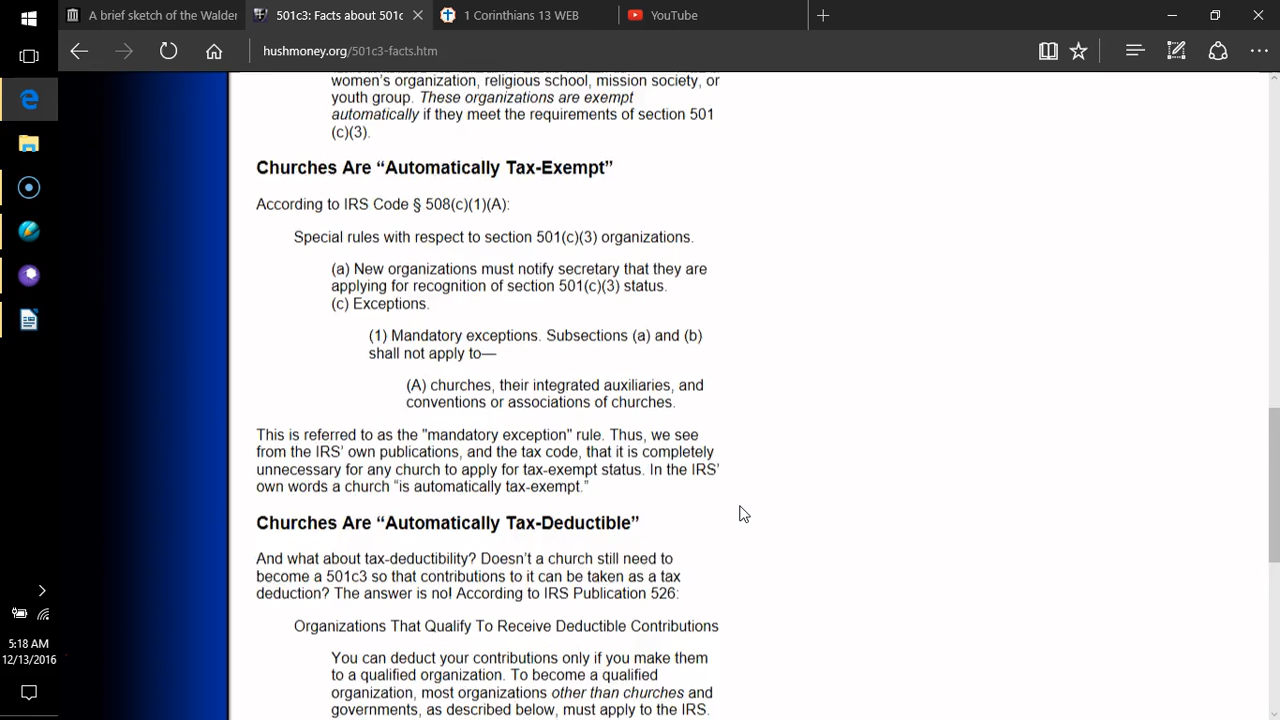 A brief sketch of the Walder
501c3: Facts about 501c
1 Corinthians 13 WEB
YouTube
hushmoney.org/501c3-facts.htm
women's organization, religious school, mission society, or
youth group. These organizations are exempt
automatically if they meet the requirements of section 501
(c)(3).
Churches Are “Automatically Tax-Exempt”
According to IRS Code § 508(c)(1)(A):
Special rules with respect to section 501(c)(3) organizations.
(a) New organizations must notify secretary that they are
applying for recognition of section 501(c)(3) status.
(c) Exceptions.
(1) Mandatory exceptions. Subsections (a) and (b)
shall not apply to—
(A) churches, their integrated auxiliaries, and
conventions or associations of churches.
This is referred to as the "mandatory exception" rule. Thus, we see
from the IRS’ own publications, and the tax code, that it is completely
unnecessary for any church to apply for tax-exempt status. In the IRS’
own words a church “is automatically tax-exempt.”
Churches Are “Automatically Tax-Deductible”
And what about tax-deductibility? Doesn’t a church still need to
become a 501c3 so that contributions to it can be taken as a tax
deduction? The answer is no! According to IRS Publication 526:
Organizations That Qualify To Receive Deductible Contributions
You can deduct your contributions only if you make them
to a qualified organization. To become a qualified
organization, most organizations other than churches and
governments, as described below, must apply to the IRS.
5:18 AM
12/13/2016